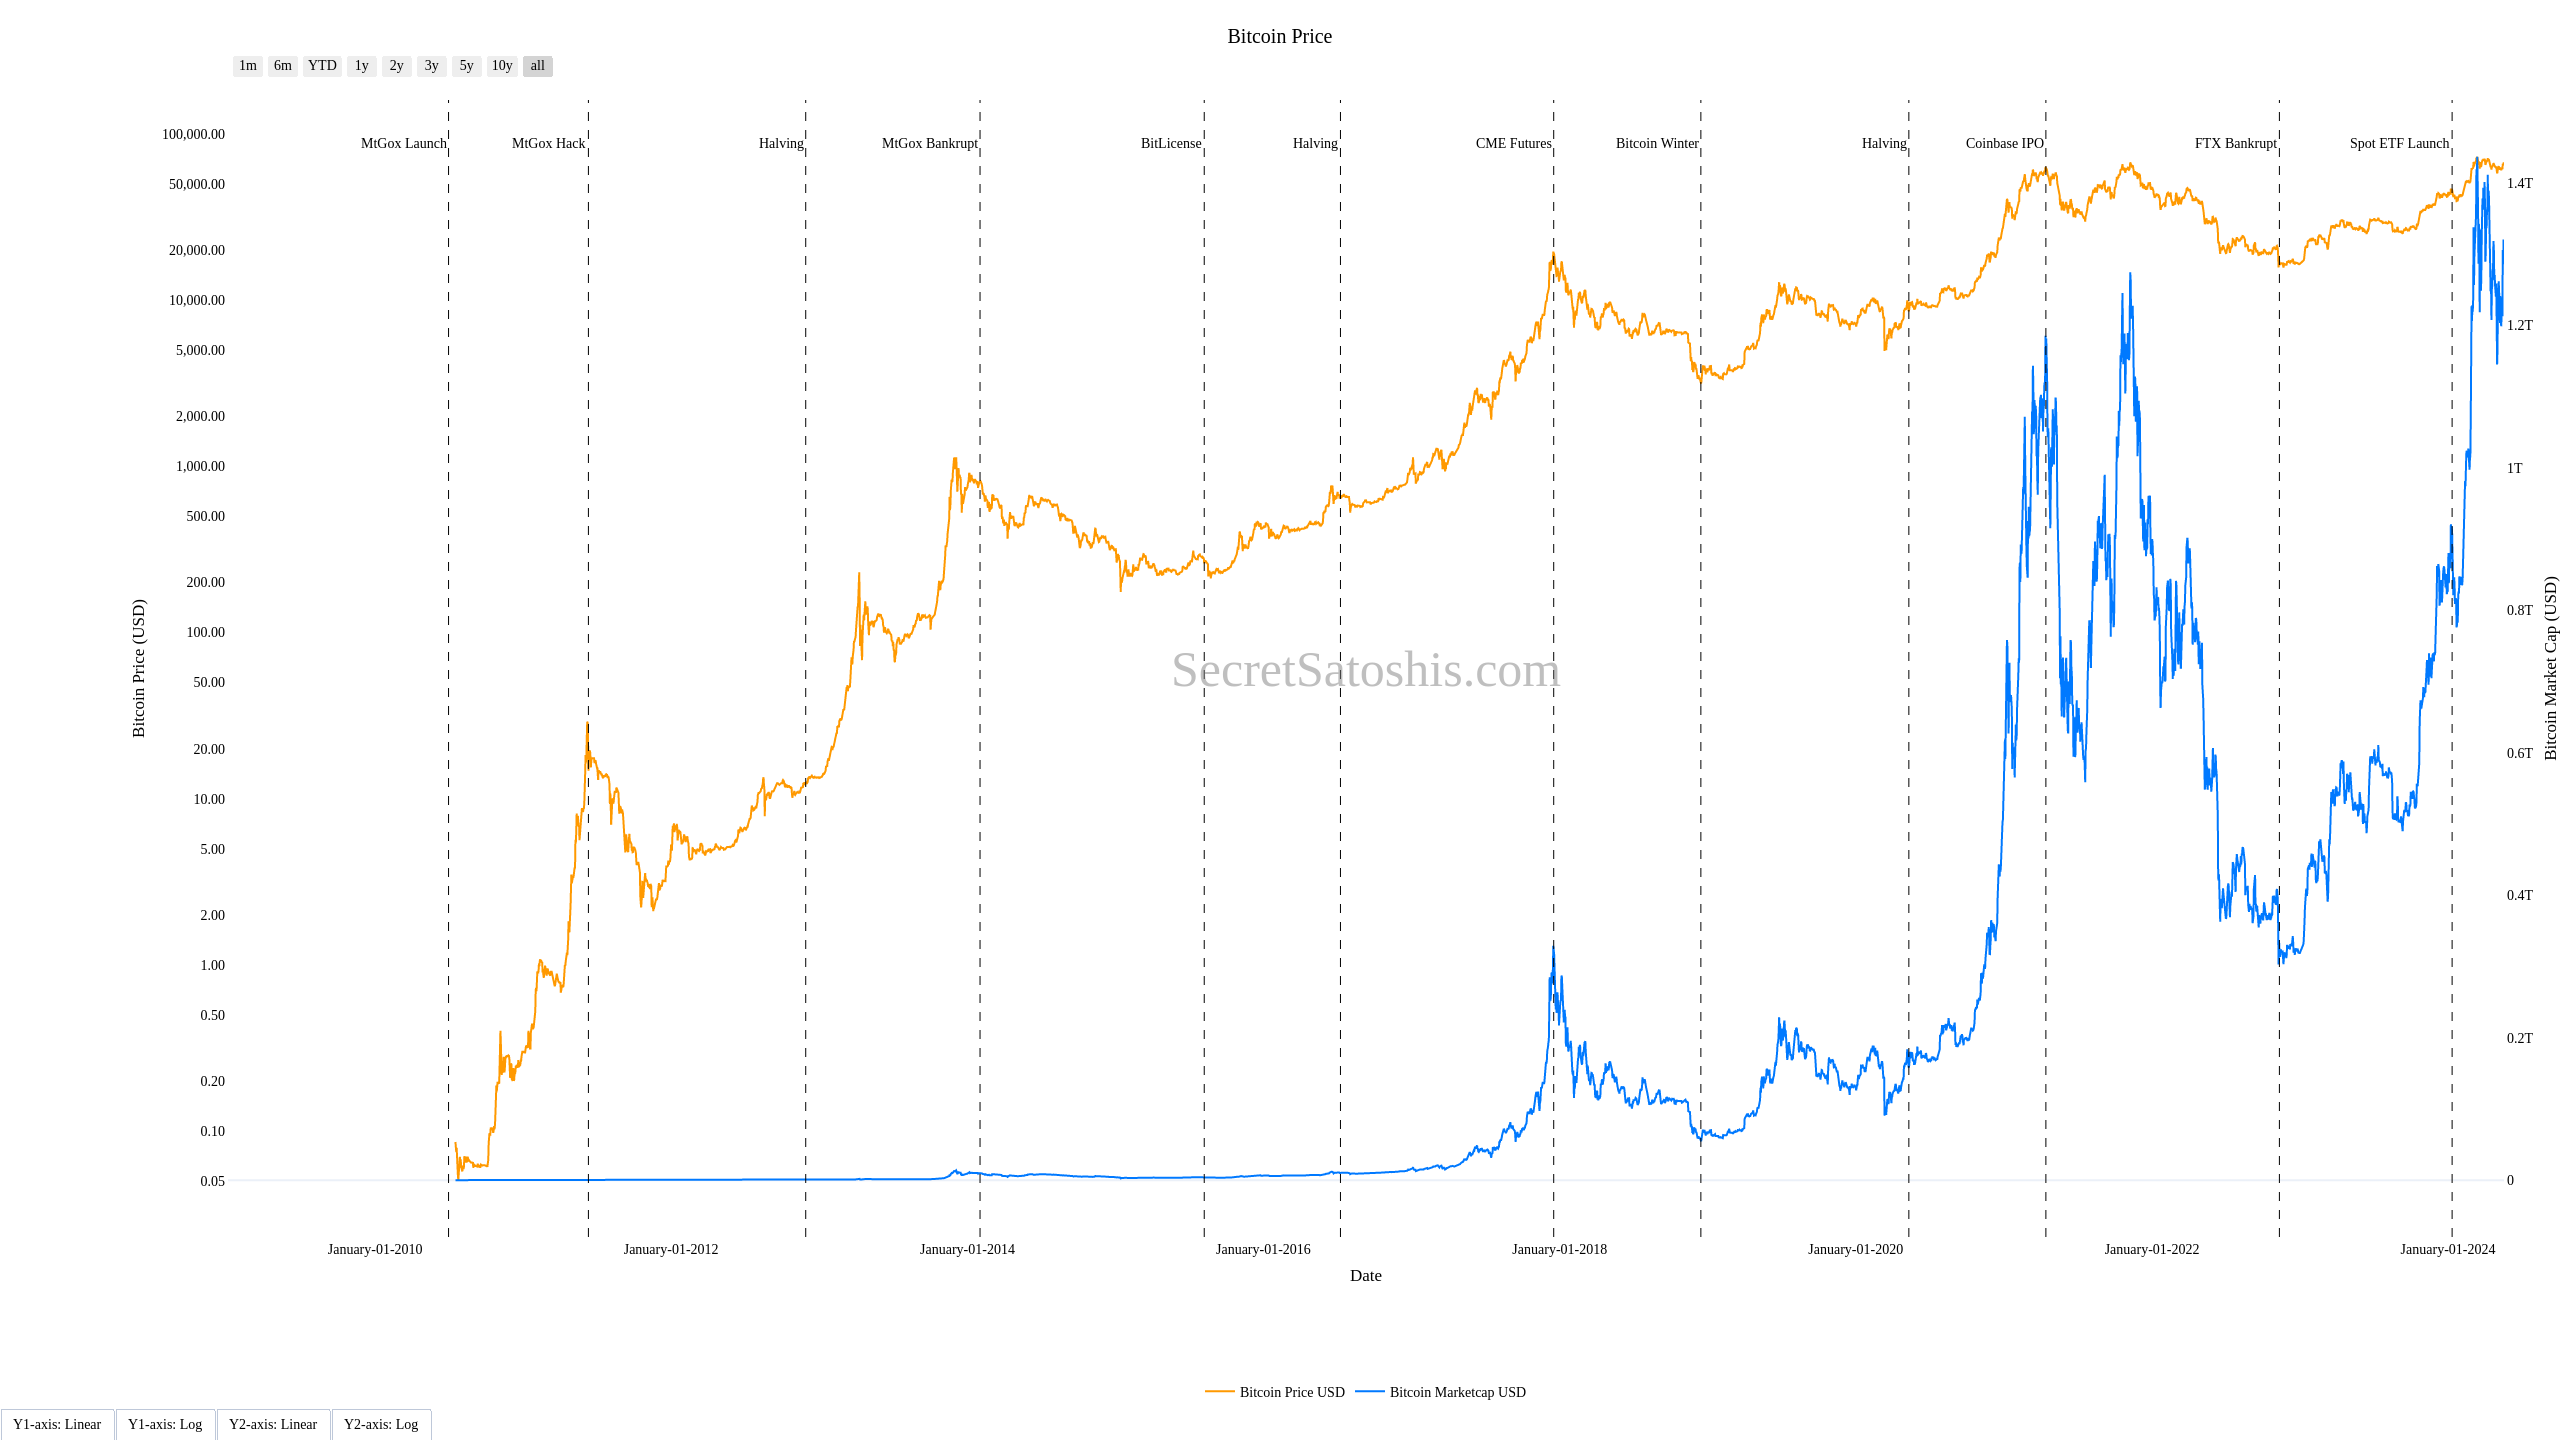 Bitcoin Price
1m 6m YTD 1y 2y 3y 5y 10y all
MtGox Launch MtGox Hack Halving MtGox Bankrupt BitLicense Halving CME Futures Bitcoin Winter Halving Coinbase IPO FTX Bankrupt Spot ETF Launch
100,000.00
50,000.00
20,000.00
10,000.00
5,000.00
2,000.00
1,000.00
500.00
200.00
100.00
50.00
20.00
10.00
5.00
2.00
1.00
0.50
0.20
0.10
0.05
Bitcoin Price (USD)
SecretSatoshis.com
1.4T
1.2T
1T
0.8T
0.6T
0.4T
0.2T
0
Bitcoin Market Cap (USD)
January-01-2010 January-01-2012 January-01-2014 January-01-2016 January-01-2018 January-01-2020 January-01-2022 January-01-2024
Date
Bitcoin Price USD Bitcoin Marketcap USD
Y1-axis: Linear Y1-axis: Log Y2-axis: Linear Y2-axis: Log